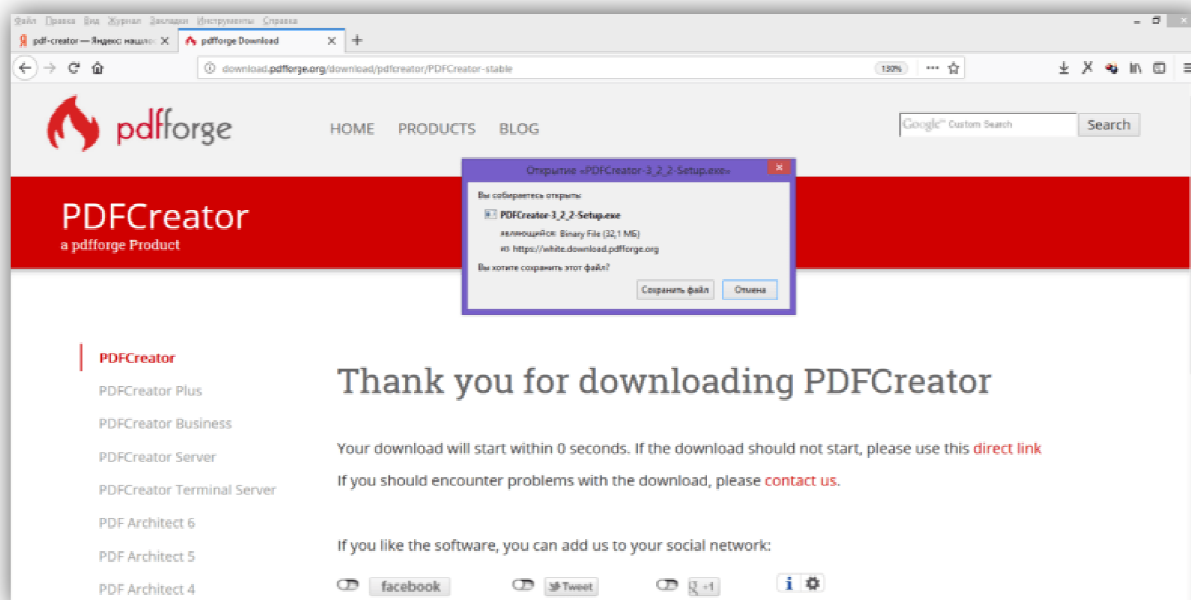 Файл Правка Вид Журнал Закладки Инструменты Справка
pdf-creator — Яндекс: нашлo
pdfforge Download
download.pdfforge.org/download/pdfcreator/PDFCreator-stable
130%
pdfforge
HOME PRODUCTS BLOG
Google™ Custom Search
Search
Открытие «PDFCreator-3_2_2-Setup.exe»
Вы собираетесь открыть:
PDFCreator-3_2_2-Setup.exe
являющийся: Binary File (32,1 МБ)
из https://white.download.pdfforge.org
Вы хотите сохранить этот файл?
Сохранить файл Отмена
PDFCreator
a pdfforge Product
PDFCreator
PDFCreator Plus
PDFCreator Business
PDFCreator Server
PDFCreator Terminal Server
PDF Architect 6
PDF Architect 5
PDF Architect 4
Thank you for downloading PDFCreator
Your download will start within 0 seconds. If the download should not start, please use this direct link
If you should encounter problems with the download, please contact us.
If you like the software, you can add us to your social network:
facebook
Tweet
+1